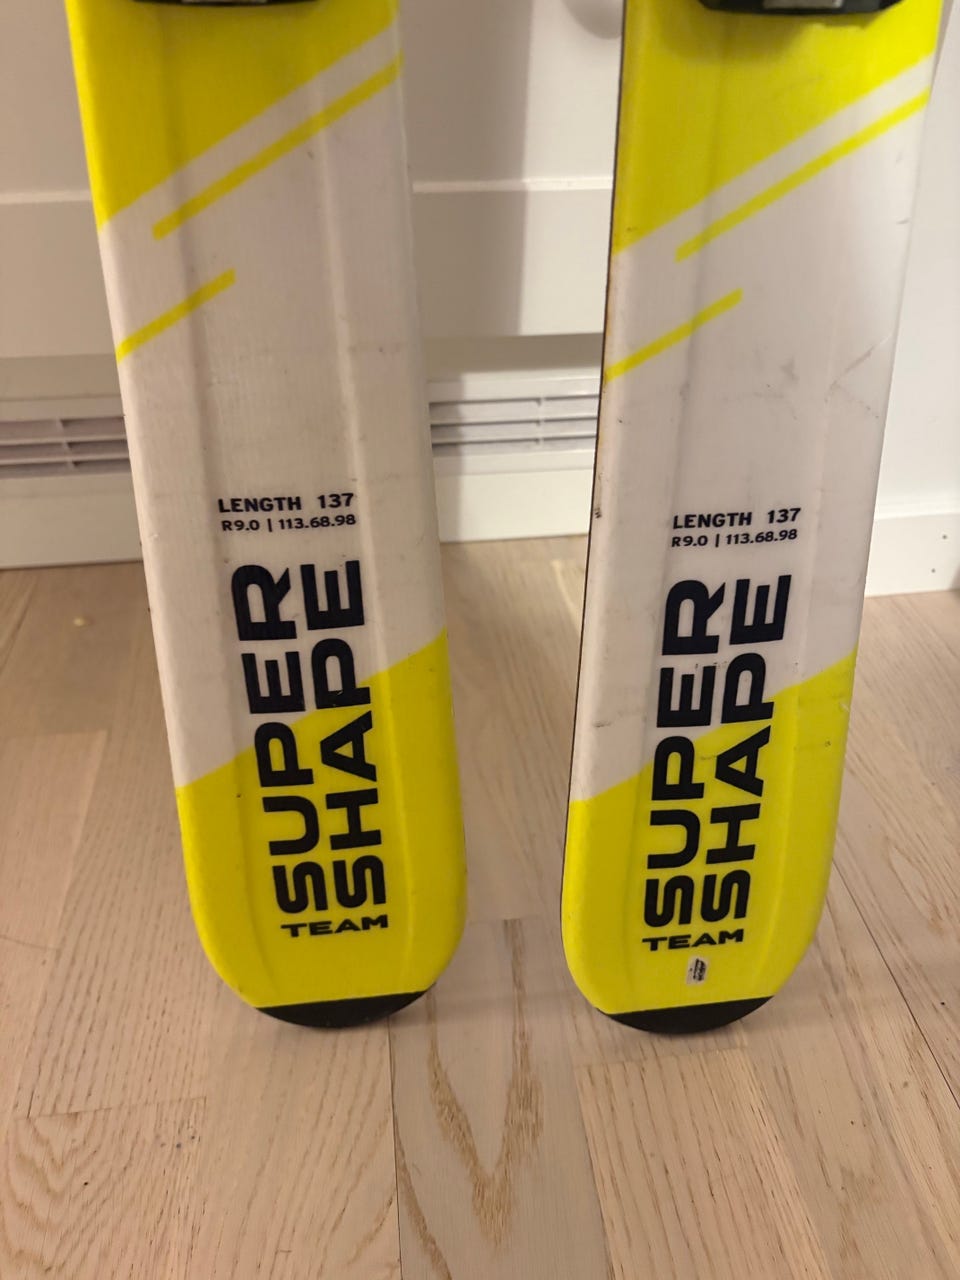 LENGTH 137
R9.0 | 113.68.98
SUPER
SHAPE
TEAM
LENGTH 137
R9.0 | 113.68.98
SUPER
SHAPE
TEAM